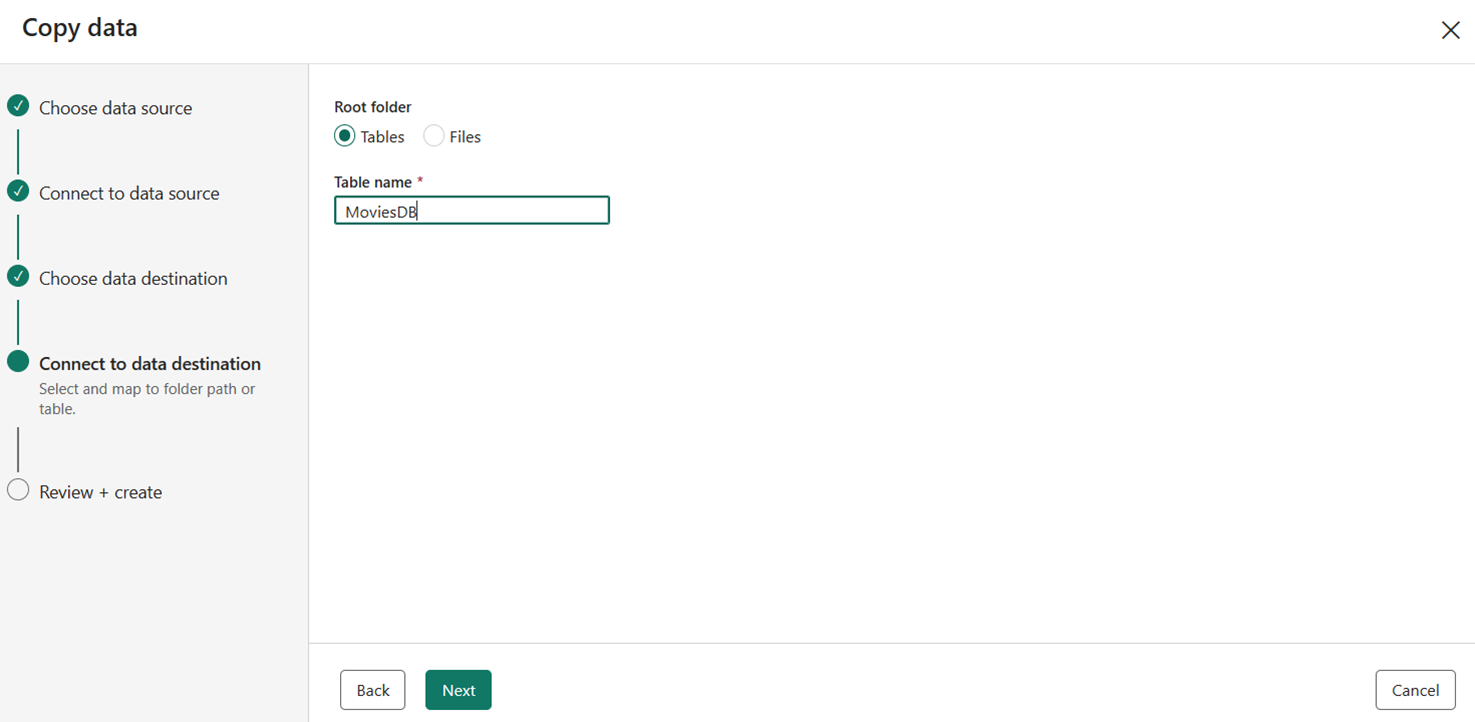 Copy data
Choose data source
Connect to data source
Choose data destination
Connect to data destination
Select and map to folder path or
table.
Review + create
Root folder
Tables
Files
Table name *
MoviesDB
Back
Next
Cancel